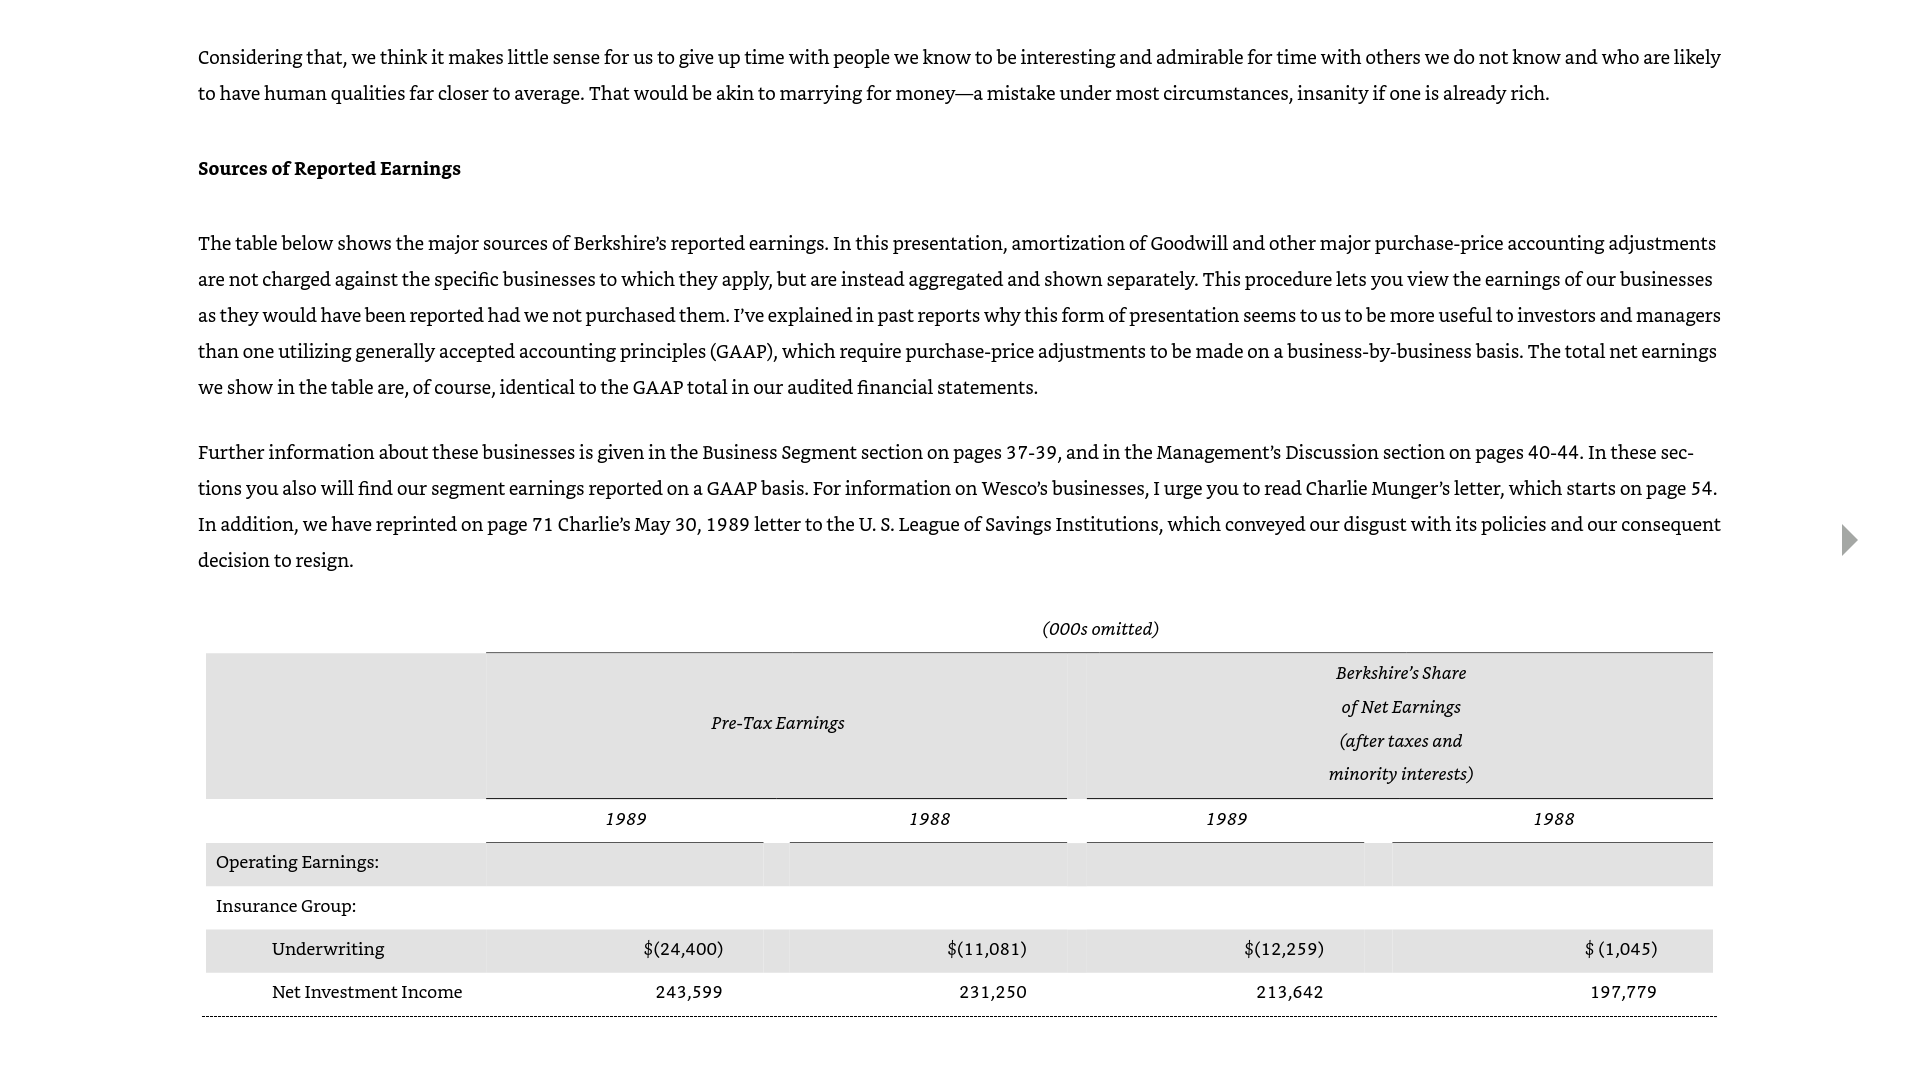 Considering that, we think it makes little sense for us to give up time with people we know to be interesting and admirable for time with others we do not know and who are likely
to have human qualities far closer to average. That would be akin to marrying for money—a mistake under most circumstances, insanity if one is already rich.
Sources of Reported Earnings
The table below shows the major sources of Berkshire’s reported earnings. In this presentation, amortization of Goodwill and other major purchase-price accounting adjustments
are not charged against the specific businesses to which they apply, but are instead aggregated and shown separately. This procedure lets you view the earnings of our businesses
as they would have been reported had we not purchased them. I’ve explained in past reports why this form of presentation seems to us to be more useful to investors and managers
than one utilizing generally accepted accounting principles (GAAP), which require purchase-price adjustments to be made on a business-by-business basis. The total net earnings
we show in the table are, of course, identical to the GAAP total in our audited financial statements.
Further information about these businesses is given in the Business Segment section on pages 37-39, and in the Management’s Discussion section on pages 40-44. In these sec-
tions you also will find our segment earnings reported on a GAAP basis. For information on Wesco’s businesses, I urge you to read Charlie Munger’s letter, which starts on page 54.
In addition, we have reprinted on page 71 Charlie’s May 30, 1989 letter to the U. S. League of Savings Institutions, which conveyed our disgust with its policies and our consequent
decision to resign.
(000s omitted)
Pre-Tax Earnings
Berkshire’s Share
of Net Earnings
(after taxes and
minority interests)
1989 1988 1989 1988
Operating Earnings:
Insurance Group:
Underwriting $(24,400) $(11,081) $(12,259) $ (1,045)
Net Investment Income 243,599 231,250 213,642 197,779